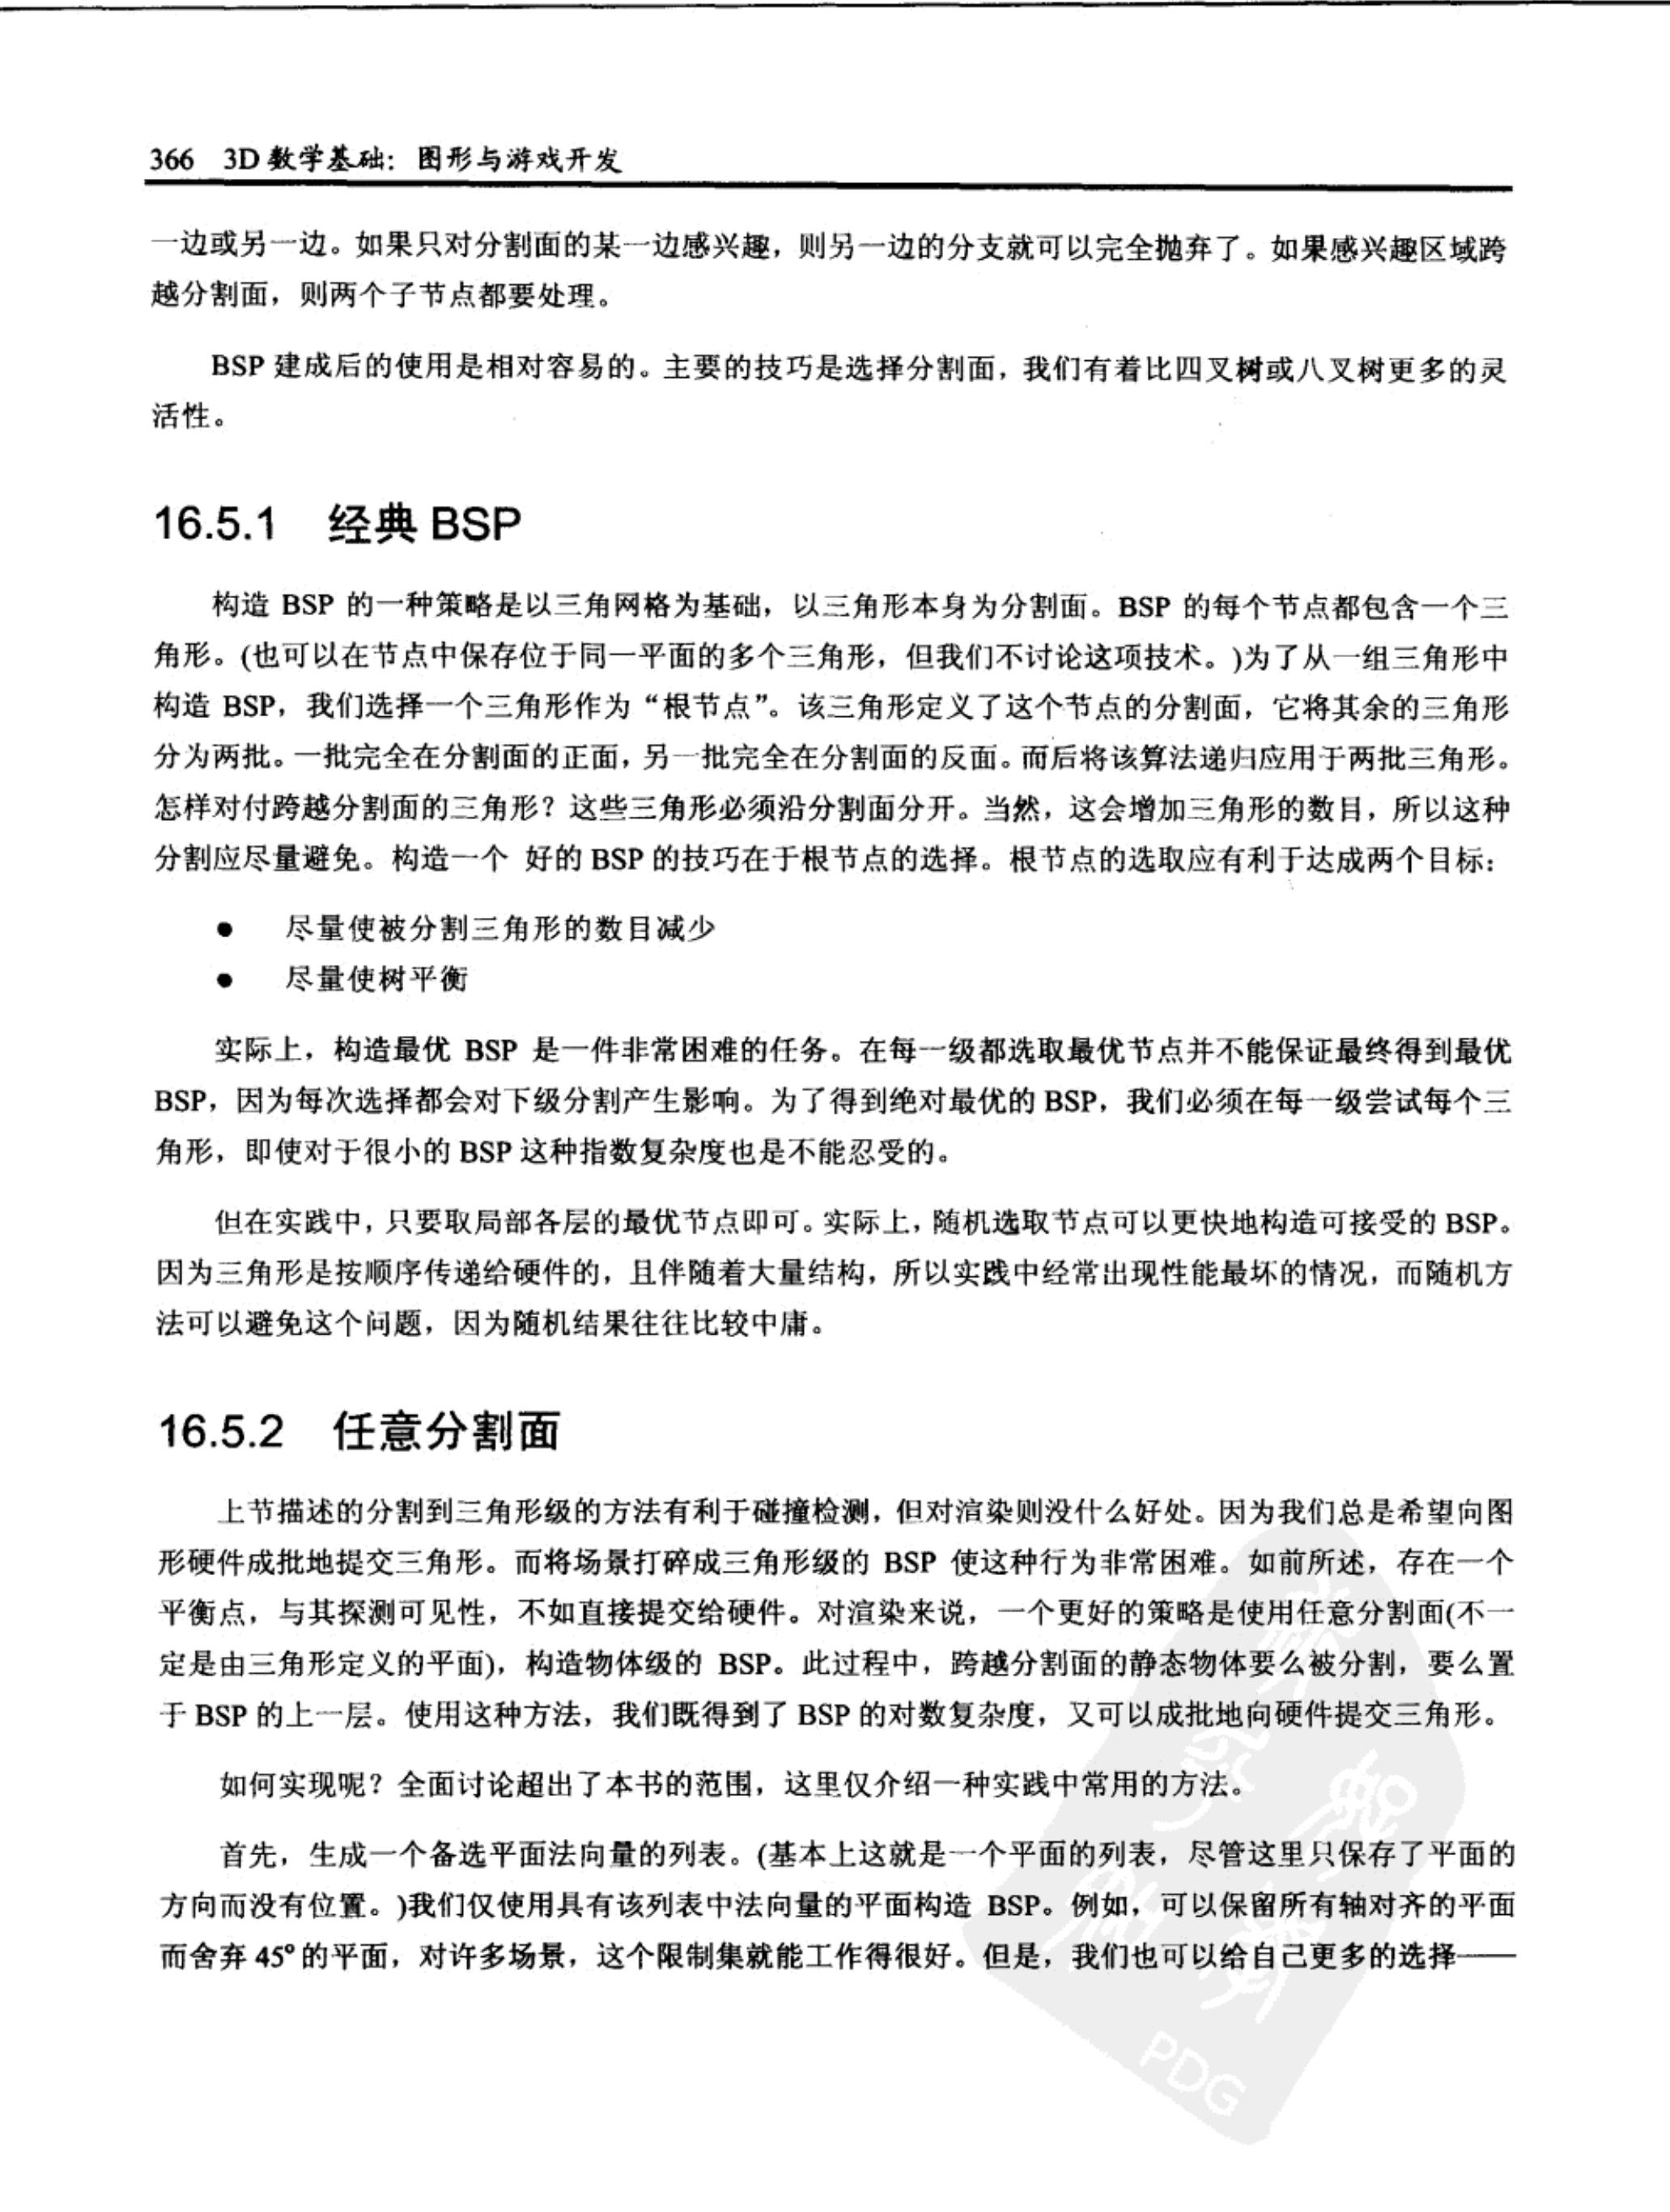 366 3D 数学基础：图形与游戏开发
一边或另一边。如果只对分割面的某一边感兴趣，则另一边的分支就可以完全抛弃了。如果感兴趣区域跨
越分割面，则两个子节点都要处理。
BSP 建成后的使用是相对容易的。主要的技巧是选择分割面，我们有着比四叉树或八叉树更多的灵
活性。
16.5.1 经典 BSP
构造 BSP 的一种策略是以三角网格为基础，以三角形本身为分割面。BSP 的每个节点都包含一个三
角形。(也可以在节点中保存位于同一平面的多个三角形，但我们不讨论这项技术。)为了从一组三角形中
构造 BSP，我们选择一个三角形作为“根节点”。该三角形定义了这个节点的分割面，它将其余的三角形
分为两批。一批完全在分割面的正面，另一批完全在分割面的反面。而后将该算法递归应用于两批三角形。
怎样对付跨越分割面的三角形？这些三角形必须沿分割面分开。当然，这会增加三角形的数目，所以这种
分割应尽量避免。构造一个 好的 BSP 的技巧在于根节点的选择。根节点的选取应有利于达成两个目标：
● 尽量使被分割三角形的数目减少
● 尽量使树平衡
实际上，构造最优 BSP 是一件非常困难的任务。在每一级都选取最优节点并不能保证最终得到最优
BSP，因为每次选择都会对下级分割产生影响。为了得到绝对最优的 BSP，我们必须在每一级尝试每个三
角形，即使对于很小的 BSP 这种指数复杂度也是不能忍受的。
但在实践中，只要取局部各层的最优节点即可。实际上，随机选取节点可以更快地构造可接受的 BSP。
因为三角形是按顺序传递给硬件的，且伴随着大量结构，所以实践中经常出现性能最坏的情况，而随机方
法可以避免这个问题，因为随机结果往往比较中庸。
16.5.2 任意分割面
上节描述的分割到三角形级的方法有利于碰撞检测，但对渲染则没什么好处。因为我们总是希望向图
形硬件成批地提交三角形。而将场景打碎成三角形级的 BSP 使这种行为非常困难。如前所述，存在一个
平衡点，与其探测可见性，不如直接提交给硬件。对渲染来说，一个更好的策略是使用任意分割面(不一
定是由三角形定义的平面)，构造物体级的 BSP。此过程中，跨越分割面的静态物体要么被分割，要么置
于 BSP 的上一层。使用这种方法，我们既得到了 BSP 的对数复杂度，又可以成批地向硬件提交三角形。
如何实现呢？全面讨论超出了本书的范围，这里仅介绍一种实践中常用的方法。
首先，生成一个备选平面法向量的列表。(基本上这就是一个平面的列表，尽管这里只保存了平面的
方向而没有位置。)我们仅使用具有该列表中法向量的平面构造 BSP。例如，可以保留所有轴对齐的平面
而舍弃 45° 的平面，对许多场景，这个限制集就能工作得很好。但是，我们也可以给自己更多的选择——
PDG